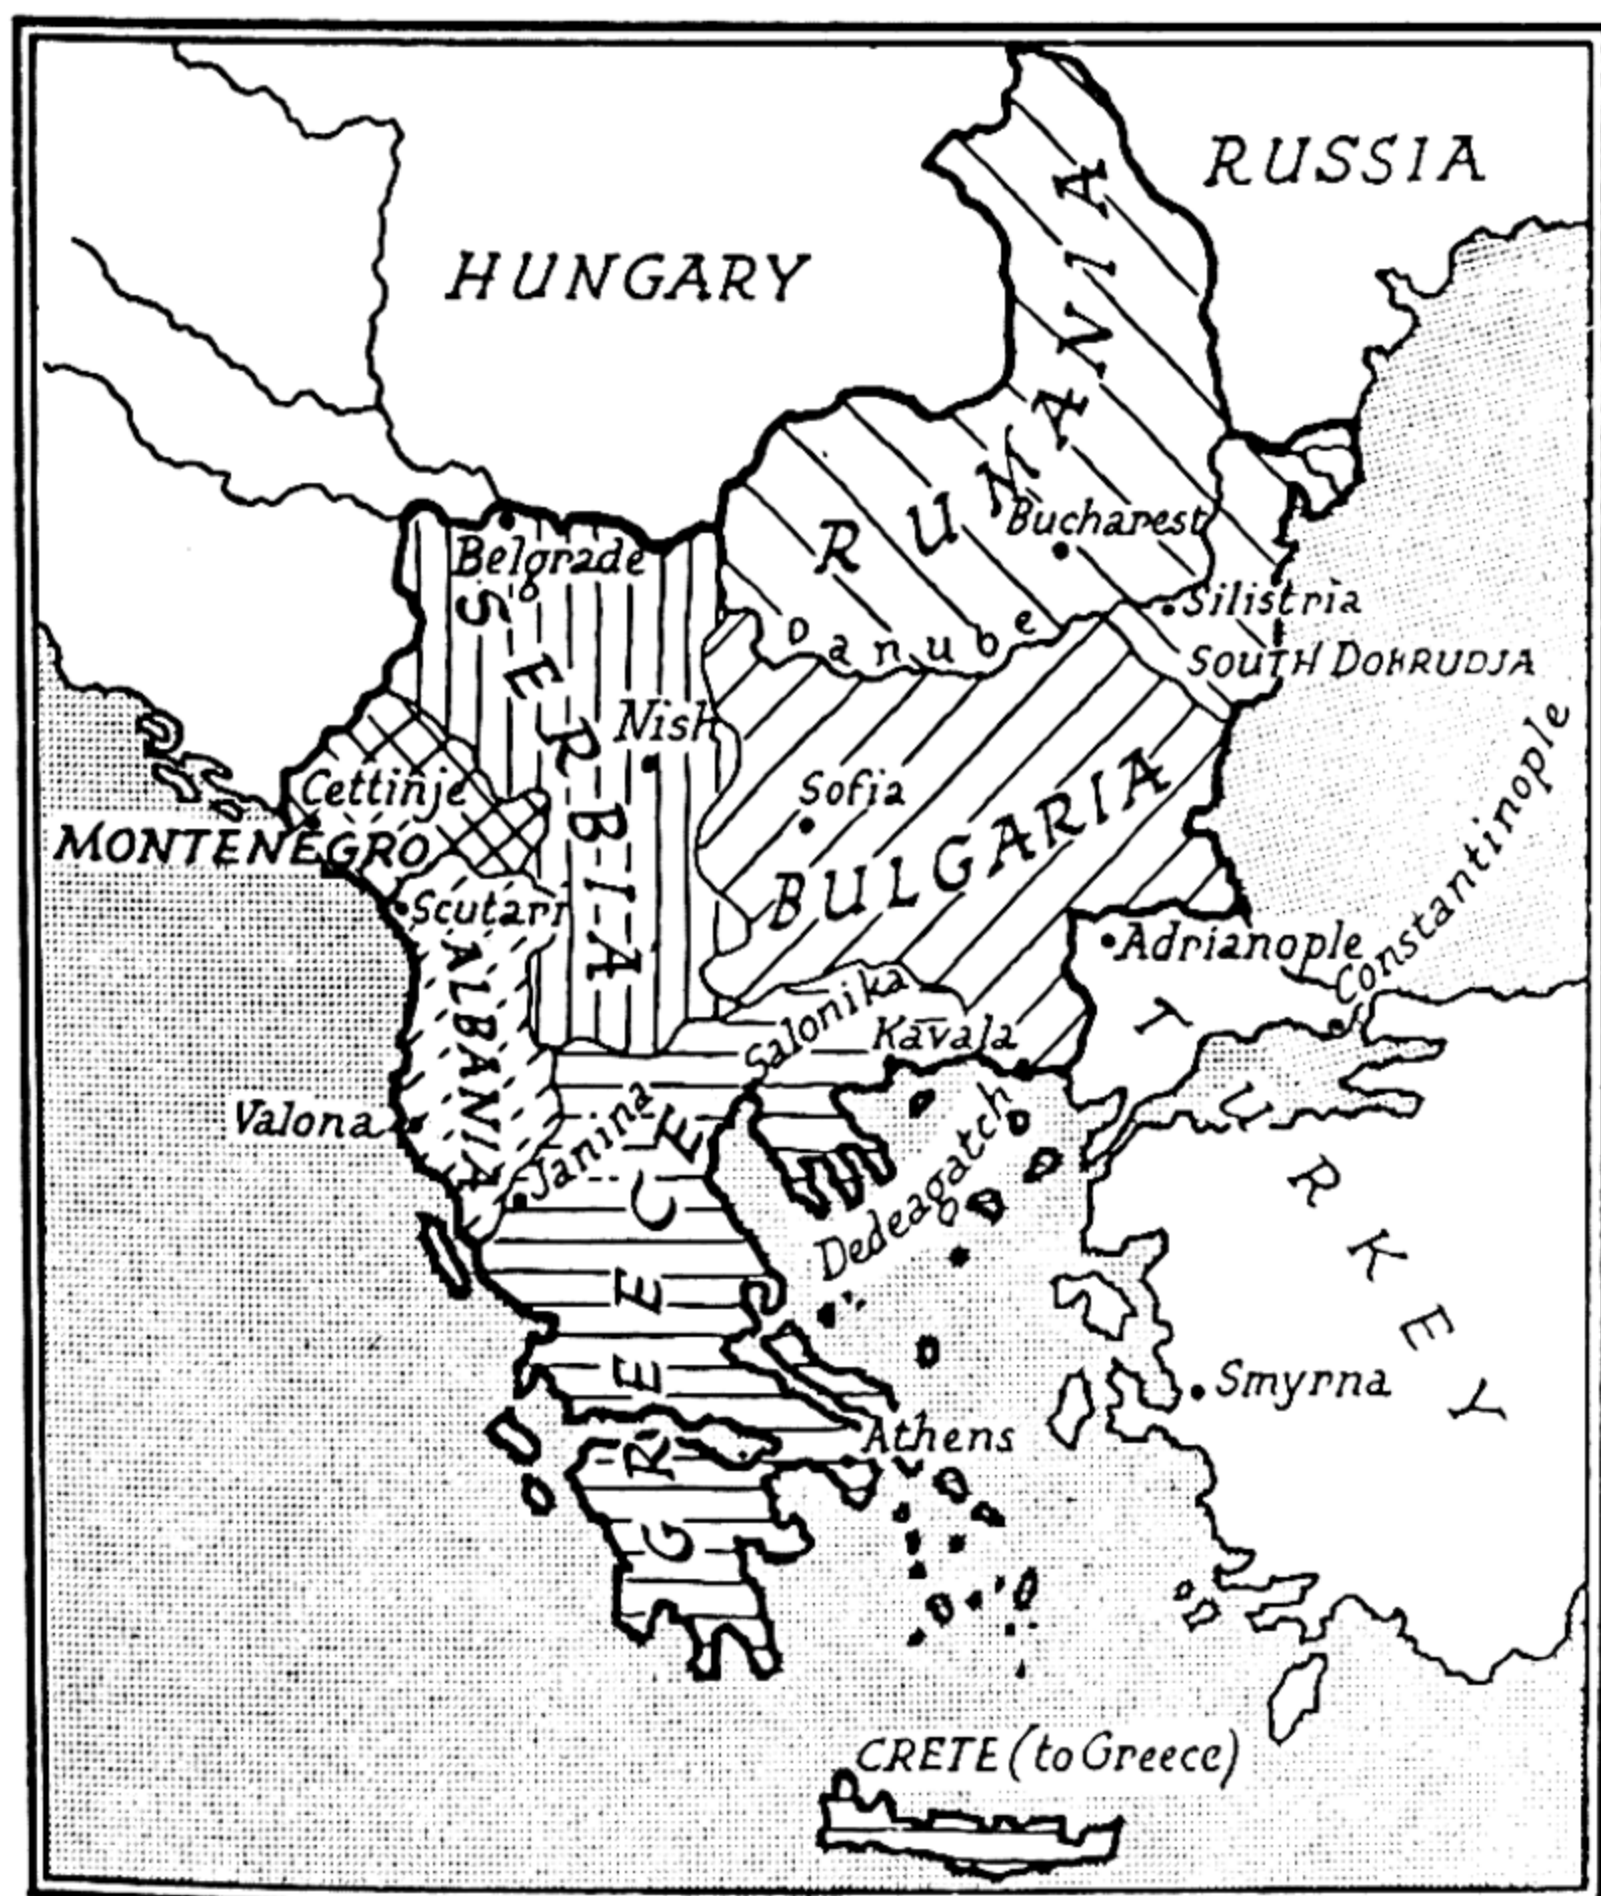 RUSSIA
HUNGARY
RUMANIA
Bucharest
Belgrade
Silistria
Danube
SOUTH DOBRUDJA
SERBIA
Nish
Cettinje
Sofia
MONTENEGRO
BULGARIA
Constantinople
Scutari
Adrianople
ALBANIA
Salonika
Kavala
TURKEY
Valona
Janina
Dedeagatch
GREECE
Smyrna
Athens
CRETE (to Greece)